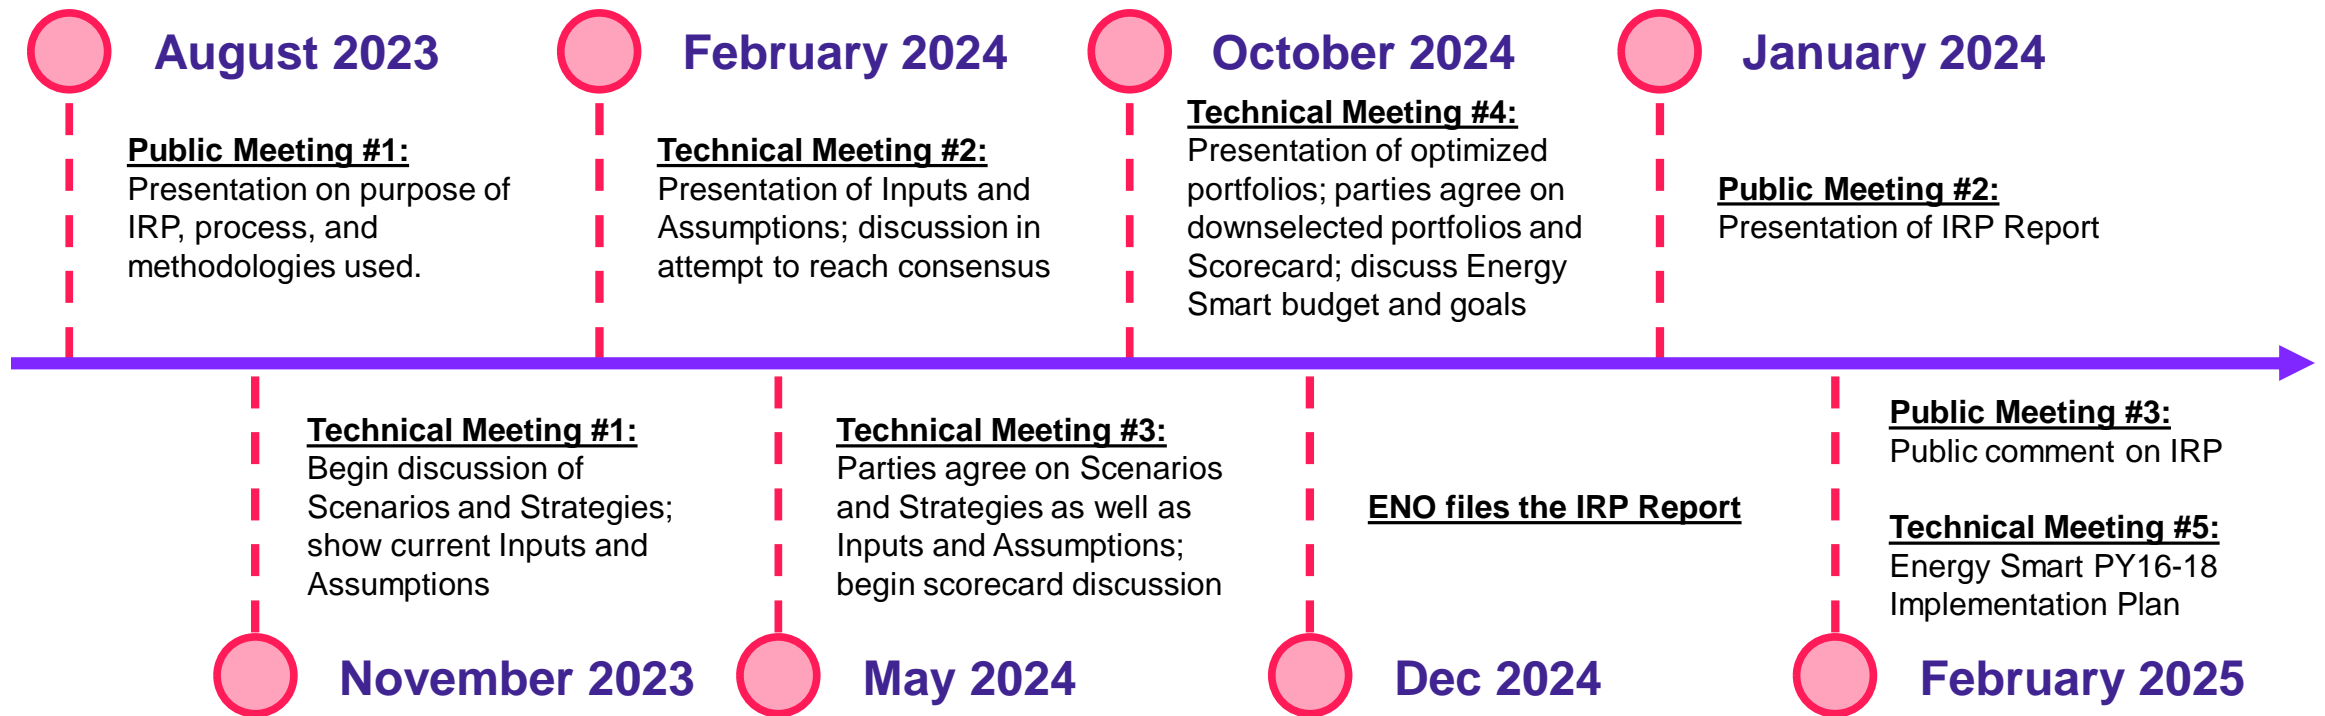 August 2023
Public Meeting #1:
Presentation on purpose of
IRP, process, and
methodologies used.
February 2024
Technical Meeting #2:
Presentation of Inputs and
Assumptions; discussion in
attempt to reach consensus
October 2024
Technical Meeting #4:
Presentation of optimized
portfolios; parties agree on
downselected portfolios and
Scorecard; discuss Energy
Smart budget and goals
January 2024
Public Meeting #2:
Presentation of IRP Report
Technical Meeting #1:
Begin discussion of
Scenarios and Strategies;
show current Inputs and
Assumptions
November 2023
Technical Meeting #3:
Parties agree on Scenarios
and Strategies as well as
Inputs and Assumptions;
begin scorecard discussion
May 2024
ENO files the IRP Report
Dec 2024
Public Meeting #3:
Public comment on IRP
Technical Meeting #5:
Energy Smart PY16-18
Implementation Plan
February 2025